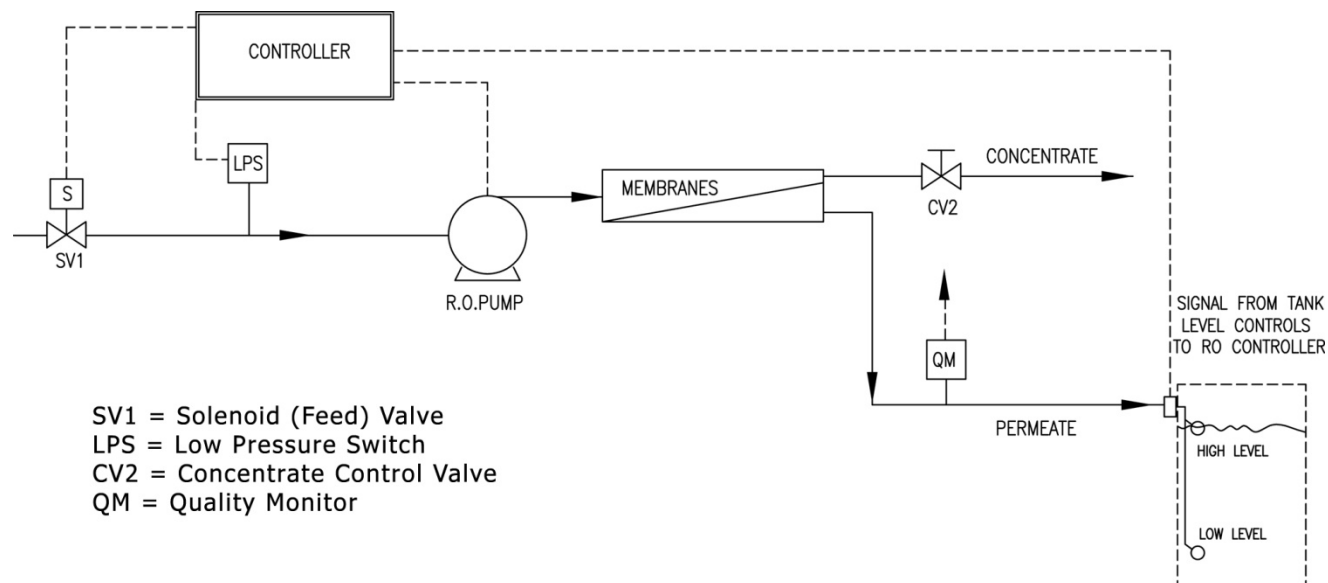 CONTROLLER
LPS
S
SV1
R.O.PUMP
MEMBRANES
CONCENTRATE
CV2
QM
PERMEATE
SIGNAL FROM TANK
LEVEL CONTROLS
TO RO CONTROLLER
HIGH LEVEL
LOW LEVEL
SV1 = Solenoid (Feed) Valve
LPS = Low Pressure Switch
CV2 = Concentrate Control Valve
QM = Quality Monitor